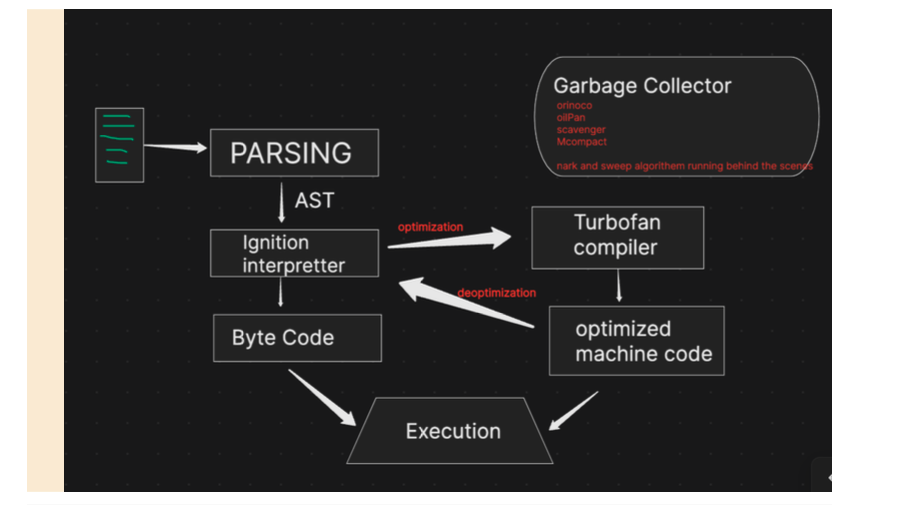 Garbage Collector
orinoco
oilPan
scavenger
Mcompact
nark and sweep algorithem running behind the scenes
PARSING
AST
Ignition
interpretter
optimization
Turbofan
compiler
deoptimization
Byte Code
optimized
machine code
Execution